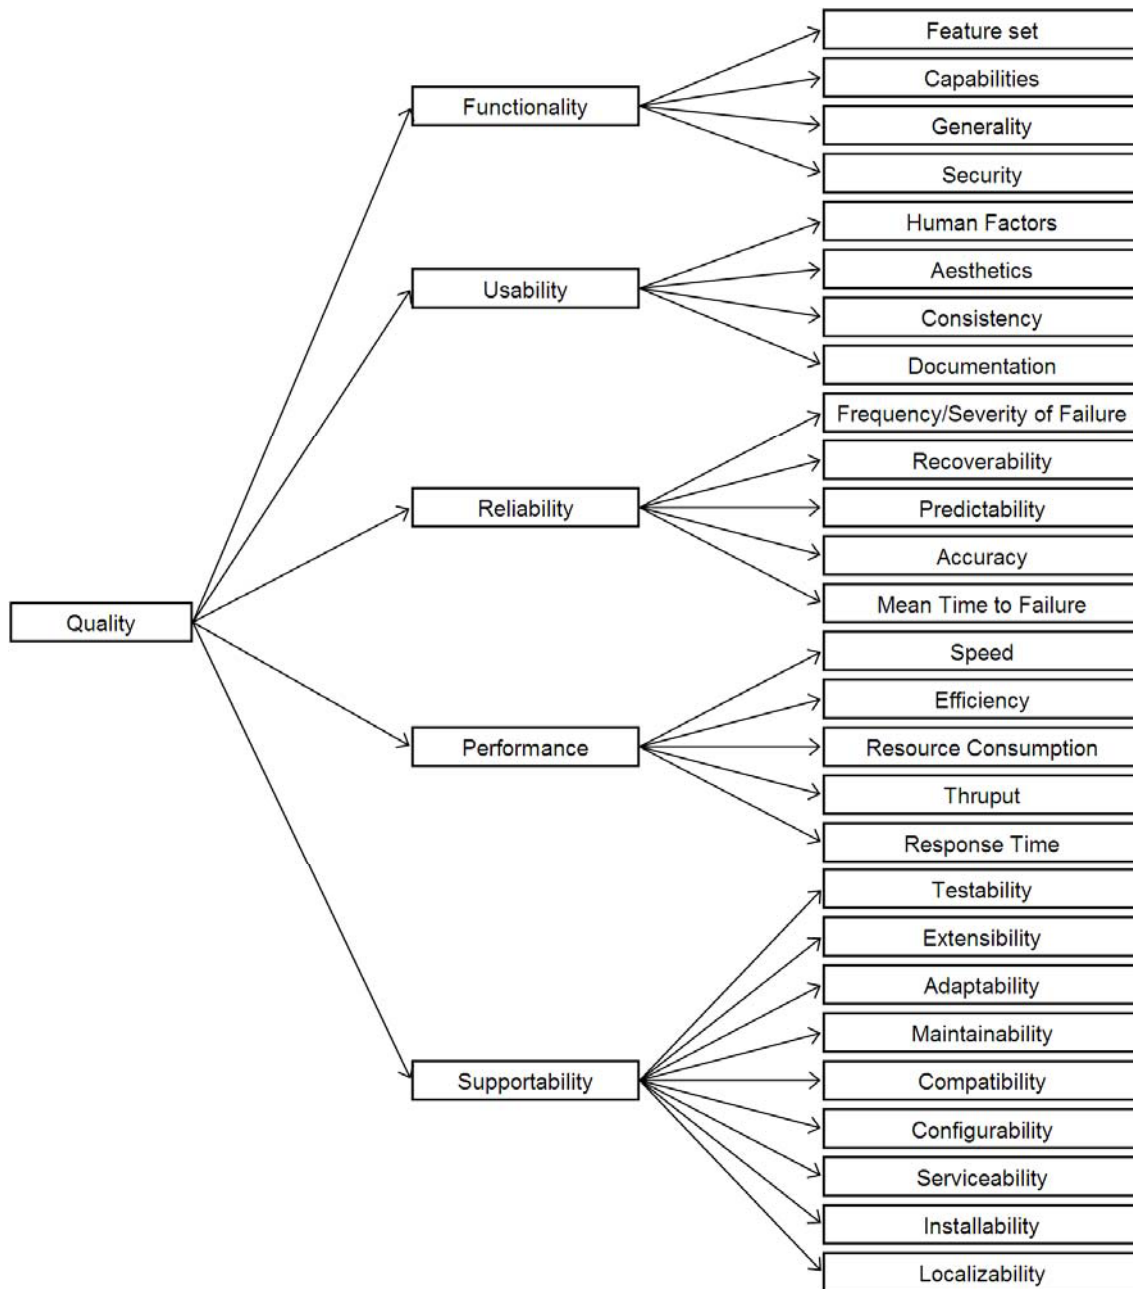 Quality
Functionality
Feature set
Capabilities
Generality
Security
Usability
Human Factors
Aesthetics
Consistency
Documentation
Reliability
Frequency/Severity of Failure
Recoverability
Predictability
Accuracy
Mean Time to Failure
Performance
Speed
Efficiency
Resource Consumption
Thruput
Response Time
Supportability
Testability
Extensibility
Adaptability
Maintainability
Compatibility
Configurability
Serviceability
Installability
Localizability